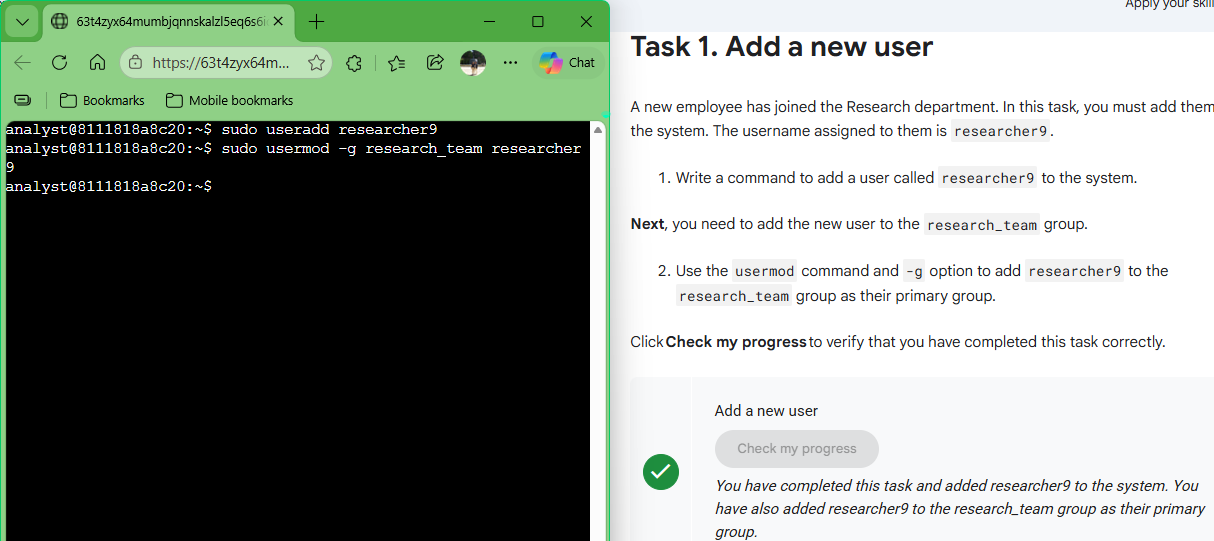 63t4zyx64mumbjqnnskalzl5eq6s6i
https://63t4zyx64m...
Chat
Bookmarks
Mobile bookmarks
analyst@8111818a8c20:~$ sudo useradd researcher9
analyst@8111818a8c20:~$ sudo usermod -g research_team researcher
9
analyst@8111818a8c20:~$
Apply your skill
Task 1. Add a new user
A new employee has joined the Research department. In this task, you must add them
the system. The username assigned to them is researcher9.
1. Write a command to add a user called researcher9 to the system.
Next, you need to add the new user to the research_team group.
2. Use the usermod command and -g option to add researcher9 to the
research_team group as their primary group.
Click Check my progress to verify that you have completed this task correctly.
Add a new user
Check my progress
You have completed this task and added researcher9 to the system. You
have also added researcher9 to the research_team group as their primary
group.